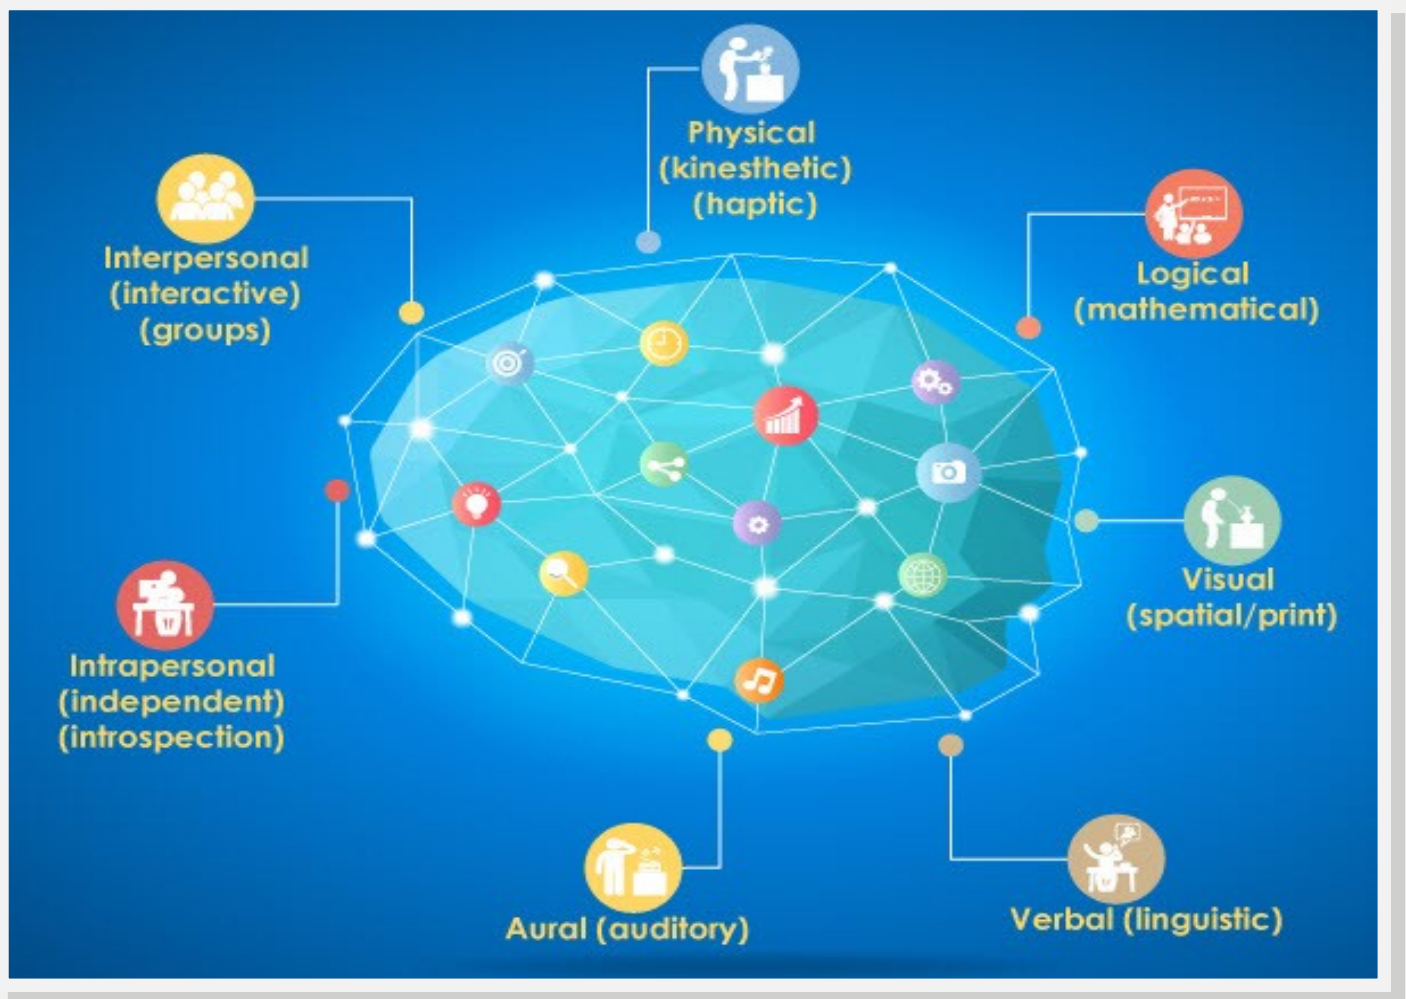 Physical
(kinesthetic)
(haptic)
Interpersonal
(interactive)
(groups)
Logical
(mathematical)
Visual
(spatial/print)
Intrapersonal
(independent)
(introspection)
Aural (auditory)
Verbal (linguistic)